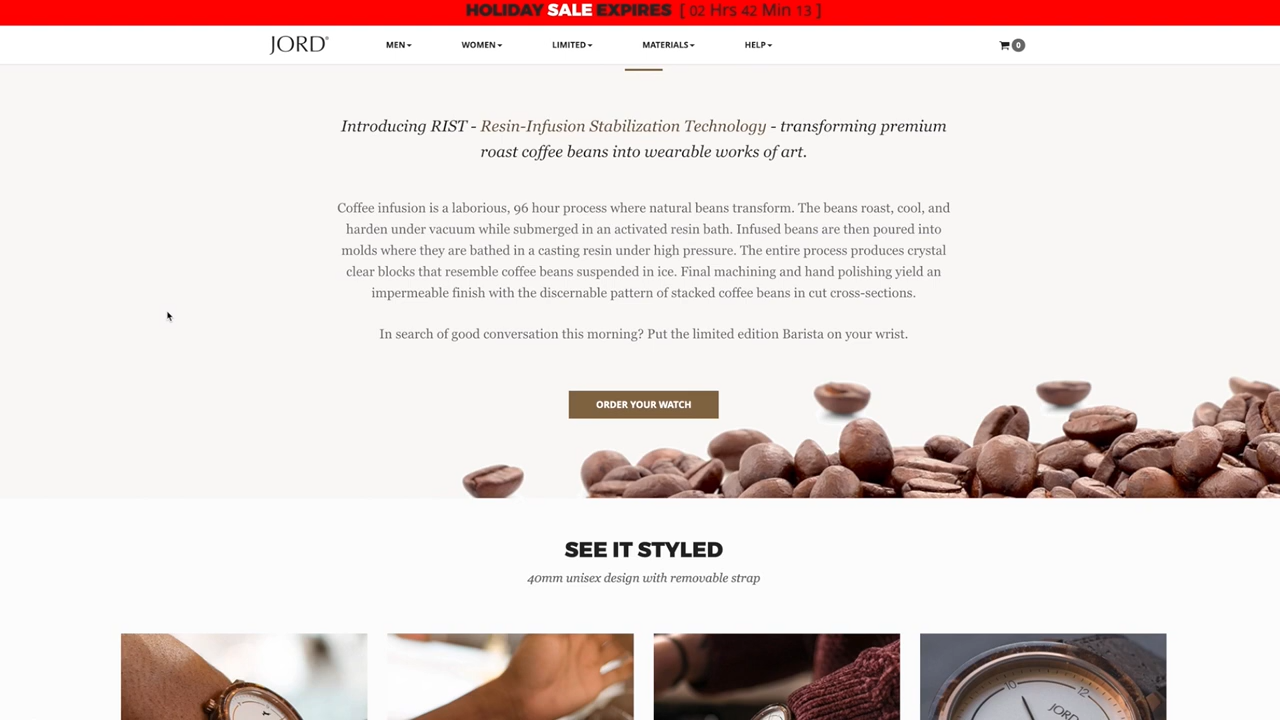 HOLIDAY SALE EXPIRES [ 02 Hrs 42 Min 13 ]
JORD® MEN WOMEN LIMITED MATERIALS HELP 0
Introducing RIST - Resin-Infusion Stabilization Technology - transforming premium
roast coffee beans into wearable works of art.
Coffee infusion is a laborious, 96 hour process where natural beans transform. The beans roast, cool, and
harden under vacuum while submerged in an activated resin bath. Infused beans are then poured into
molds where they are bathed in a casting resin under high pressure. The entire process produces crystal
clear blocks that resemble coffee beans suspended in ice. Final machining and hand polishing yield an
impermeable finish with the discernable pattern of stacked coffee beans in cut cross-sections.
In search of good conversation this morning? Put the limited edition Barista on your wrist.
ORDER YOUR WATCH
SEE IT STYLED
40mm unisex design with removable strap
10 12
JORD